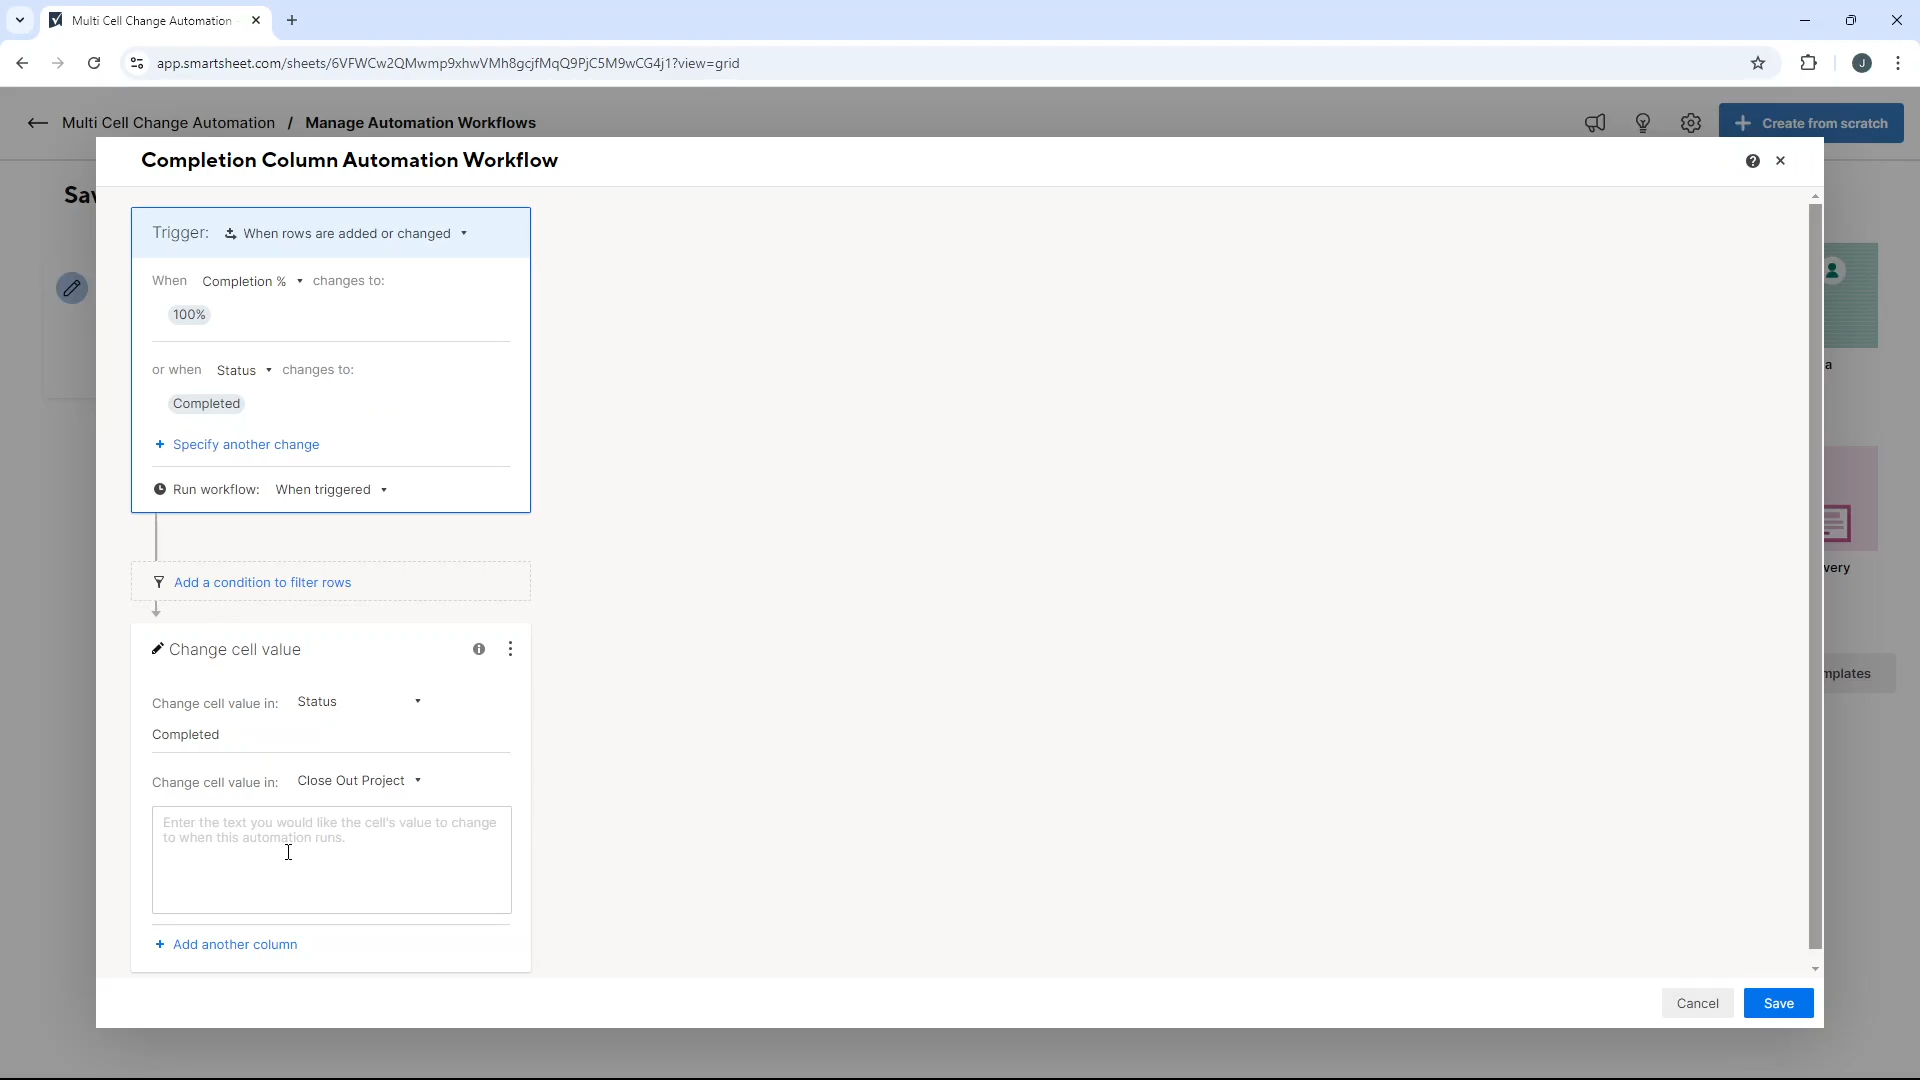 Multi Cell Change Automation
app.smartsheet.com/sheets/6VFWCw2QMwmp9xhwVMh8gcjfMqQ9PjC5M9wCG4j1?view=grid
J
Multi Cell Change Automation / Manage Automation Workflows
Create from scratch
Completion Column Automation Workflow
Sav
Trigger: When rows are added or changed
When Completion % changes to:
100%
or when Status changes to:
Completed
+ Specify another change
Run workflow: When triggered
Add a condition to filter rows
Change cell value
Change cell value in: Status
Completed
Change cell value in: Close Out Project
Enter the text you would like the cell's value to change
to when this automation runs.
+ Add another column
a
very
mplates
Cancel
Save